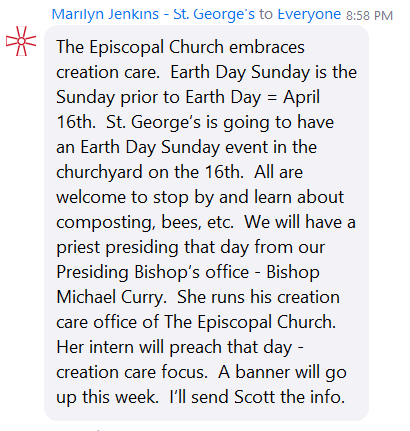 Marilyn Jenkins - St. George's to Everyone 8:58 PM
The Episcopal Church embraces
creation care.  Earth Day Sunday is the
Sunday prior to Earth Day = April
16th.  St. George’s is going to have
an Earth Day Sunday event in the
churchyard on the 16th.  All are
welcome to stop by and learn about
composting, bees, etc.  We will have a
priest presiding that day from our
Presiding Bishop’s office - Bishop
Michael Curry.  She runs his creation
care office of The Episcopal Church.
Her intern will preach that day -
creation care focus.  A banner will go
up this week.  I’ll send Scott the info.